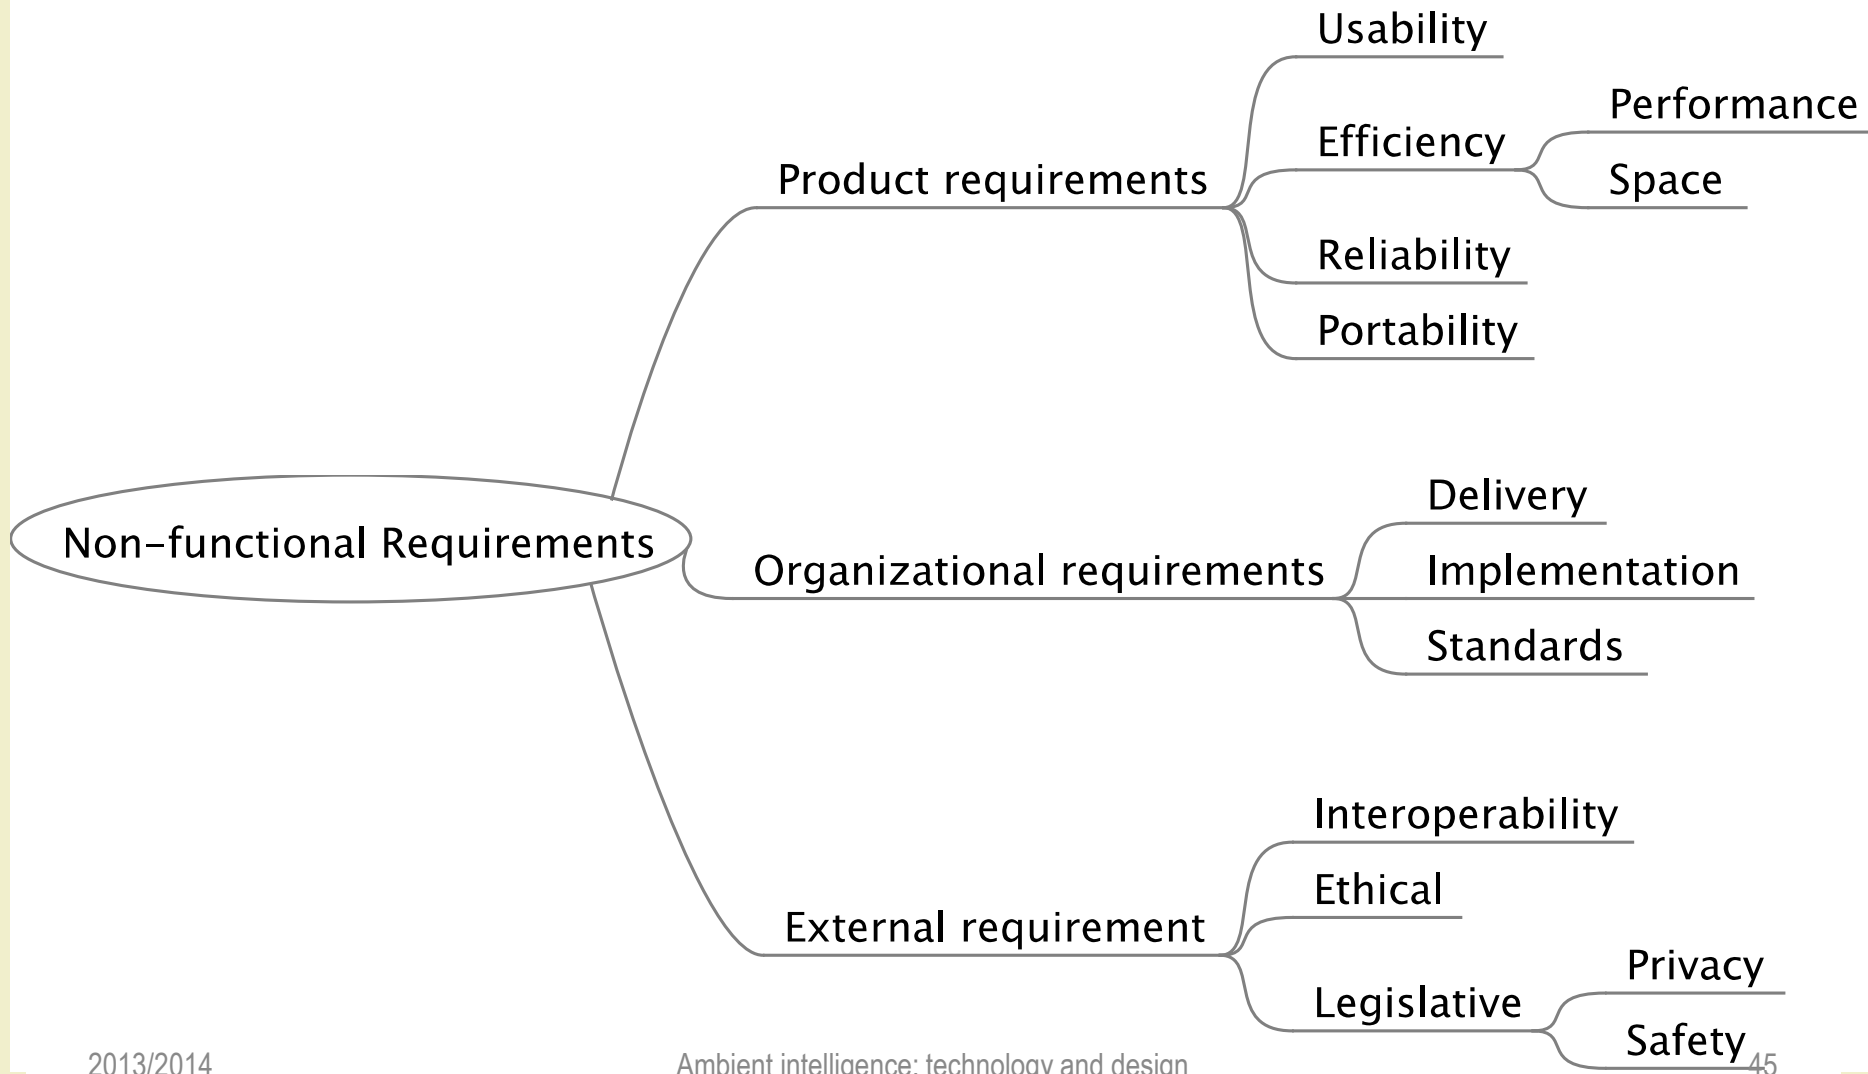 Usability
Performance
Efficiency
Product requirements
Space
Reliability
Portability
Delivery
Non-functional Requirements
Organizational requirements
Implementation
Standards
Interoperability
Ethical
External requirement
Privacy
Legislative
Safety
2013/2014
Ambient intelligence: technology and design
45